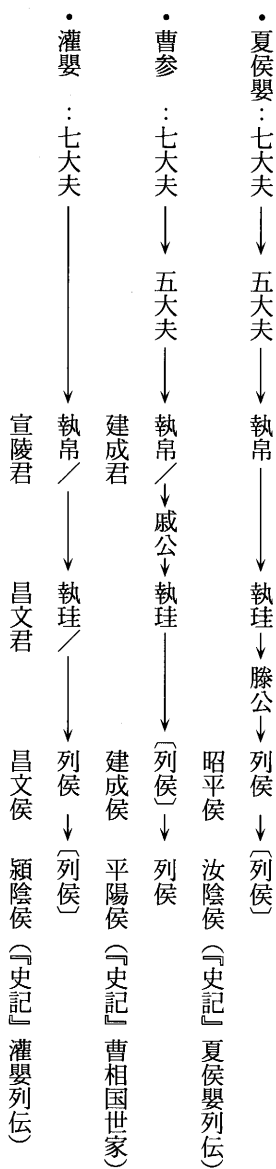 ・夏侯嬰：七大夫→五大夫→執帛→執珪→滕公→列侯→〔列侯〕
昭平侯　汝陰侯（『史記』夏侯嬰列伝）
・曹参：七大夫→五大夫→執帛／→戚公→執珪→〔列侯〕→列侯
建成君　建成侯　平陽侯（『史記』曹相国世家）
・灌嬰：七大夫→執帛／→執珪／→列侯→〔列侯〕
宣陵君　昌文君　昌文侯　潁陰侯（『史記』灌嬰列伝）